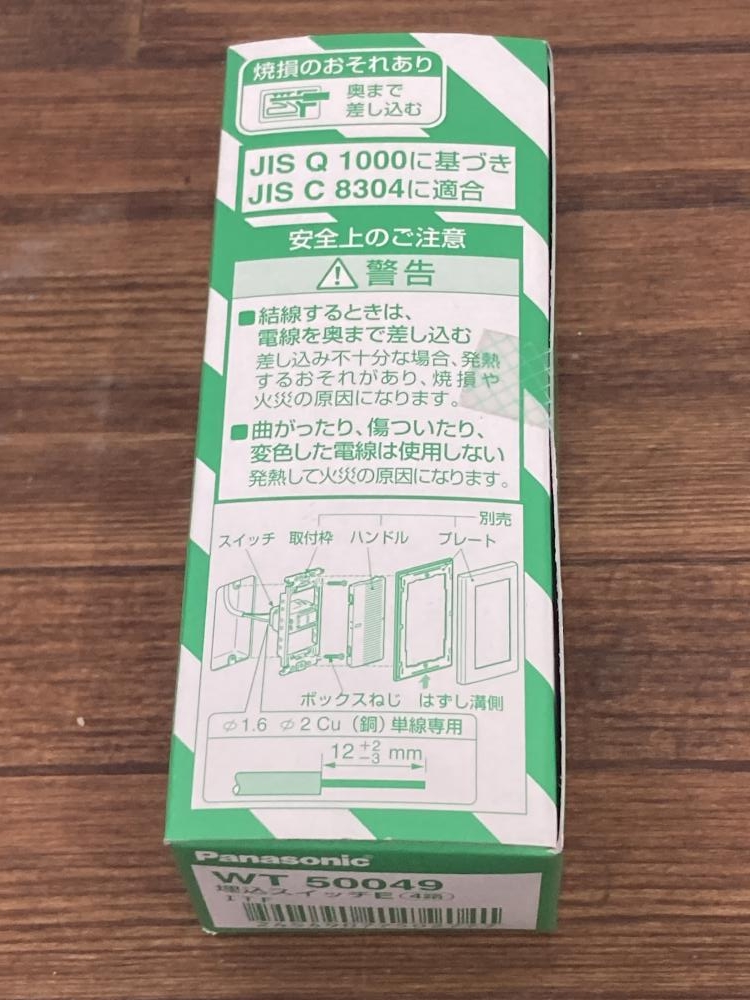 焼損のおそれあり
奥まで
差し込む
JIS Q 1000に基づき
JIS C 8304に適合
安全上のご注意
警告
■結線するときは、
電線を奥まで差し込む
差し込み不十分な場合、発熱
するおそれがあり、焼損や
火災の原因になります。
■曲がったり、傷ついたり、
変色した電線は使用しない
発熱して火災の原因になります。
別売
スイッチ 取付枠 ハンドル プレート
ボックスねじ はずし溝側
φ1.6 φ2 Cu（銅）単線専用
12 +2 -3 mm
Panasonic
WT 50049
埋込スイッチE(4路)